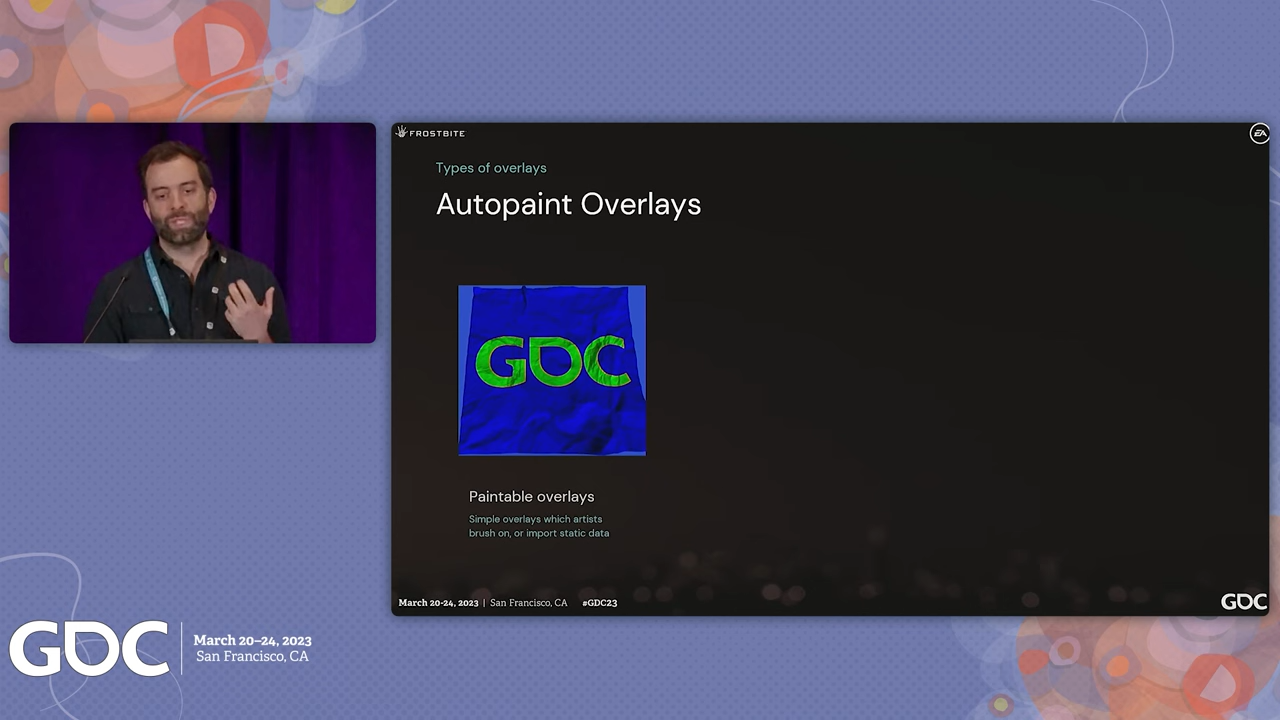 FROSTBITE
EA
Types of overlays
Autopaint Overlays
GDC
Paintable overlays
Simple overlays which artists
brush on, or import static data
March 20-24, 2023 | San Francisco, CA #GDC23
GDC
GDC
March 20–24, 2023
San Francisco, CA